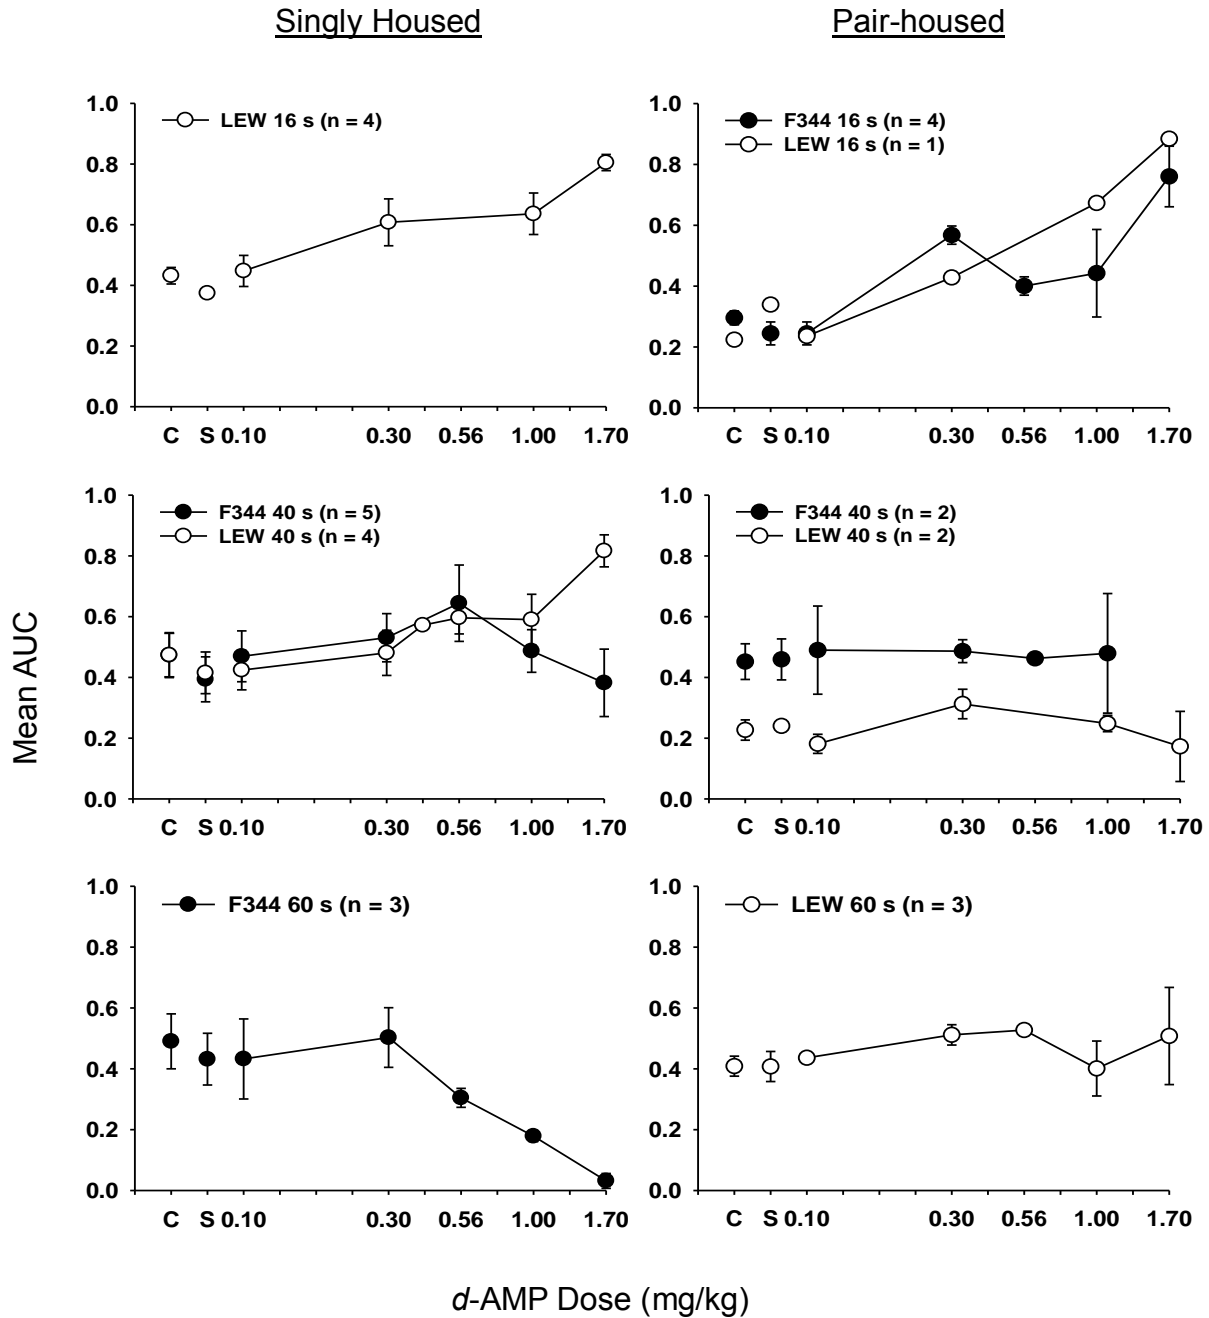 Singly Housed
Pair-housed
1.0
0.8
0.6
0.4
0.2
0.0
LEW 16 s (n = 4)
C S 0.10 0.30 0.56 1.00 1.70
1.0
0.8
0.6
0.4
0.2
0.0
F344 16 s (n = 4)
LEW 16 s (n = 1)
C S 0.10 0.30 0.56 1.00 1.70
Mean AUC
1.0
0.8
0.6
0.4
0.2
0.0
F344 40 s (n = 5)
LEW 40 s (n = 4)
C S 0.10 0.30 0.56 1.00 1.70
1.0
0.8
0.6
0.4
0.2
0.0
F344 40 s (n = 2)
LEW 40 s (n = 2)
C S 0.10 0.30 0.56 1.00 1.70
1.0
0.8
0.6
0.4
0.2
0.0
F344 60 s (n = 3)
C S 0.10 0.30 0.56 1.00 1.70
1.0
0.8
0.6
0.4
0.2
0.0
LEW 60 s (n = 3)
C S 0.10 0.30 0.56 1.00 1.70
d-AMP Dose (mg/kg)